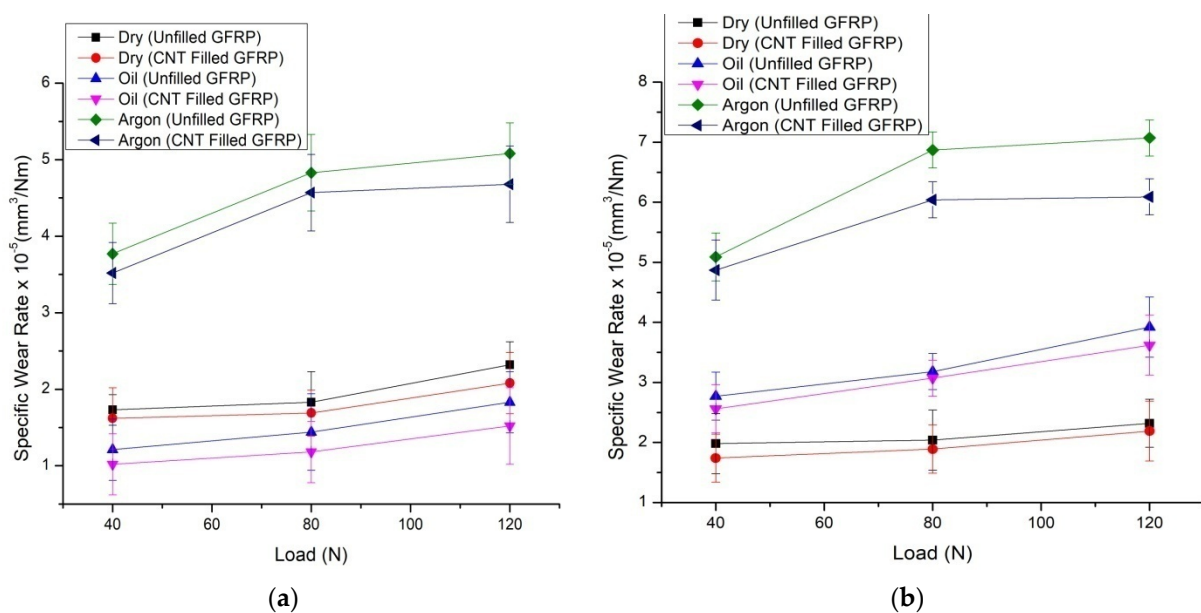 Dry (Unfilled GFRP)
Dry (CNT Filled GFRP)
Oil (Unfilled GFRP)
Oil (CNT Filled GFRP)
Argon (Unfilled GFRP)
Argon (CNT Filled GFRP)
Specific Wear Rate x 10⁻⁵(mm³/Nm)
6
5
4
3
2
1
40
60
80
100
120
Load (N)
(a)
Dry (Unfilled GFRP)
Dry (CNT Filled GFRP)
Oil (Unfilled GFRP)
Oil (CNT Filled GFRP)
Argon (Unfilled GFRP)
Argon (CNT Filled GFRP)
Specific Wear Rate x 10⁻⁵(mm³/Nm)
8
7
6
5
4
3
2
1
40
60
80
100
120
Load (N)
(b)